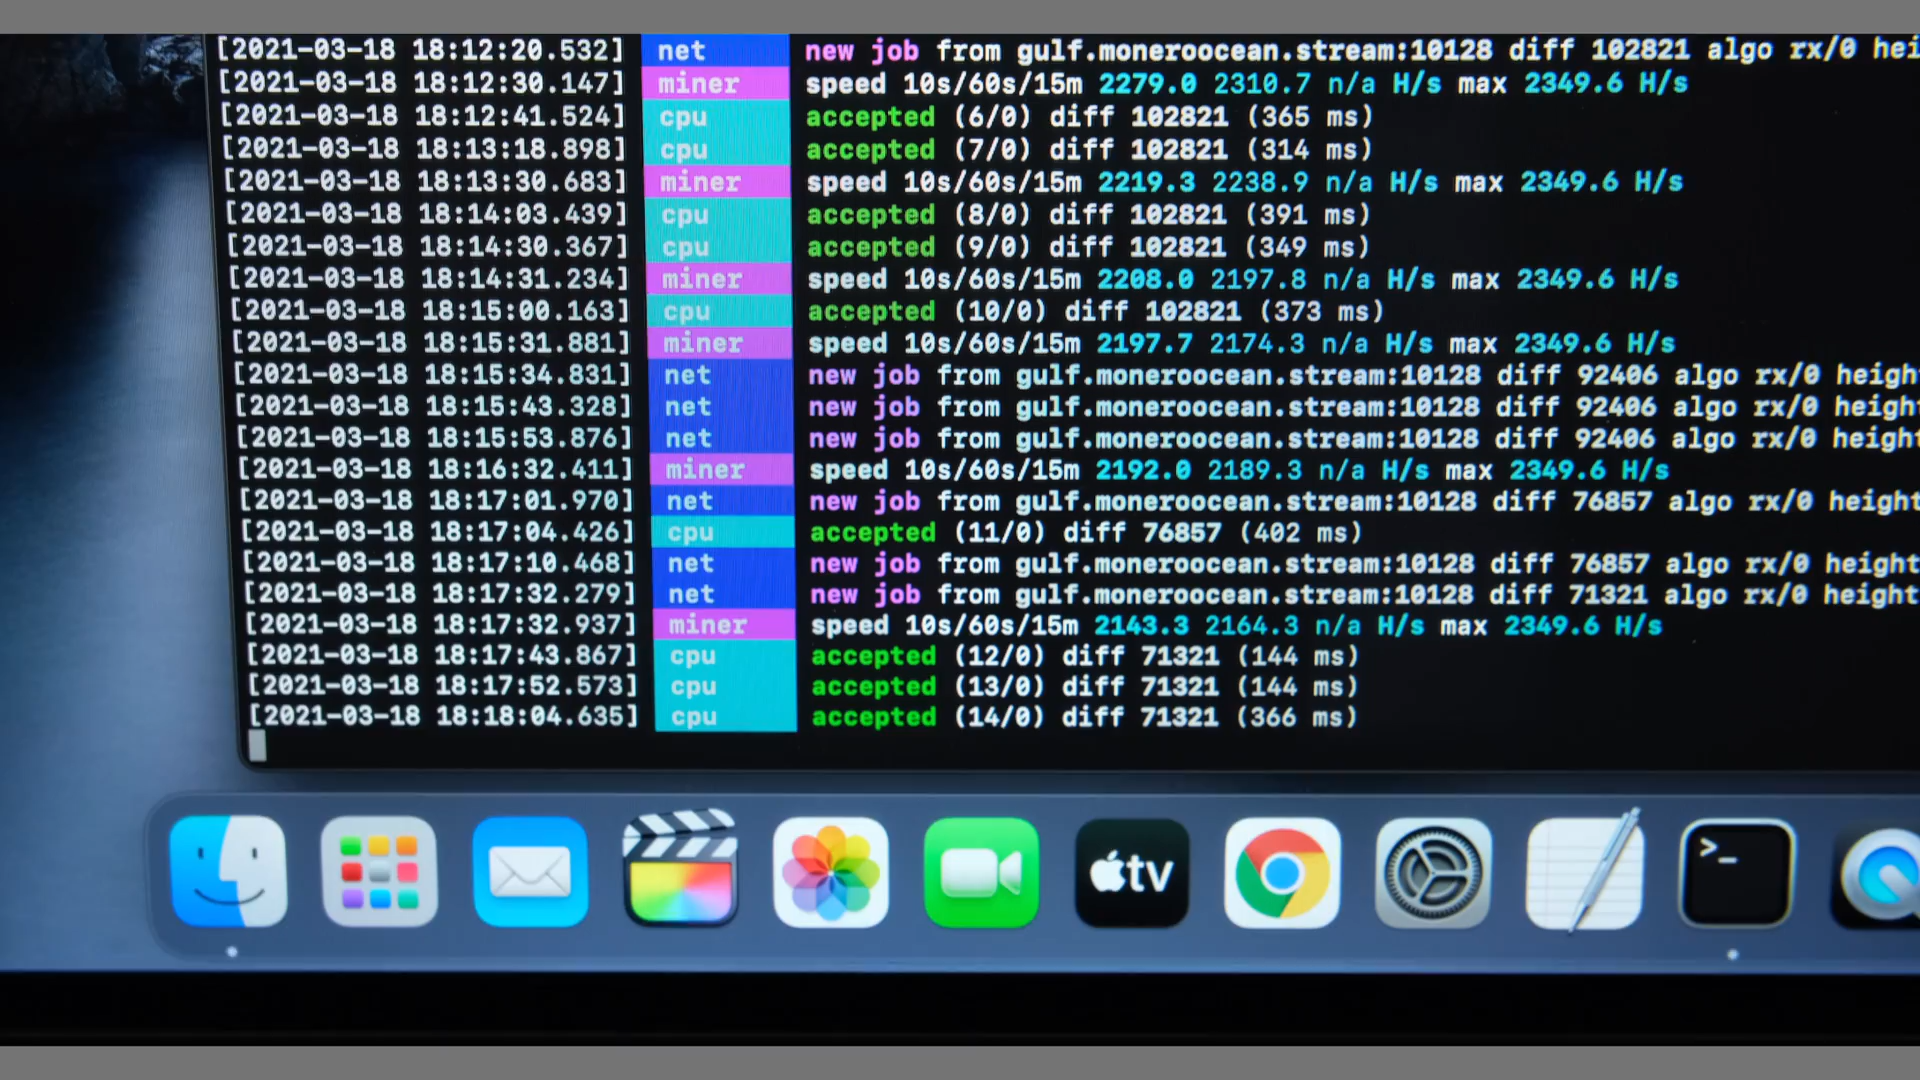 [2021-03-18 18:12:20.532] net new job from gulf.moneroocean.stream:10128 diff 102821 algo rx/0 hei
[2021-03-18 18:12:30.147] miner speed 10s/60s/15m 2279.0 2310.7 n/a H/s max 2349.6 H/s
[2021-03-18 18:12:41.524] cpu accepted (6/0) diff 102821 (365 ms)
[2021-03-18 18:13:18.898] cpu accepted (7/0) diff 102821 (314 ms)
[2021-03-18 18:13:30.683] miner speed 10s/60s/15m 2219.3 2238.9 n/a H/s max 2349.6 H/s
[2021-03-18 18:14:03.439] cpu accepted (8/0) diff 102821 (391 ms)
[2021-03-18 18:14:30.367] cpu accepted (9/0) diff 102821 (349 ms)
[2021-03-18 18:14:31.234] miner speed 10s/60s/15m 2208.0 2197.8 n/a H/s max 2349.6 H/s
[2021-03-18 18:15:00.163] cpu accepted (10/0) diff 102821 (373 ms)
[2021-03-18 18:15:31.881] miner speed 10s/60s/15m 2197.7 2174.3 n/a H/s max 2349.6 H/s
[2021-03-18 18:15:34.831] net new job from gulf.moneroocean.stream:10128 diff 92406 algo rx/0 height
[2021-03-18 18:15:43.328] net new job from gulf.moneroocean.stream:10128 diff 92406 algo rx/0 height
[2021-03-18 18:15:53.876] net new job from gulf.moneroocean.stream:10128 diff 92406 algo rx/0 height
[2021-03-18 18:16:32.411] miner speed 10s/60s/15m 2192.0 2189.3 n/a H/s max 2349.6 H/s
[2021-03-18 18:17:01.970] net new job from gulf.moneroocean.stream:10128 diff 76857 algo rx/0 height
[2021-03-18 18:17:04.426] cpu accepted (11/0) diff 76857 (402 ms)
[2021-03-18 18:17:10.468] net new job from gulf.moneroocean.stream:10128 diff 76857 algo rx/0 height
[2021-03-18 18:17:32.279] net new job from gulf.moneroocean.stream:10128 diff 71321 algo rx/0 height
[2021-03-18 18:17:32.937] miner speed 10s/60s/15m 2143.3 2164.3 n/a H/s max 2349.6 H/s
[2021-03-18 18:17:43.867] cpu accepted (12/0) diff 71321 (144 ms)
[2021-03-18 18:17:52.573] cpu accepted (13/0) diff 71321 (144 ms)
[2021-03-18 18:18:04.635] cpu accepted (14/0) diff 71321 (366 ms)
tv
>_